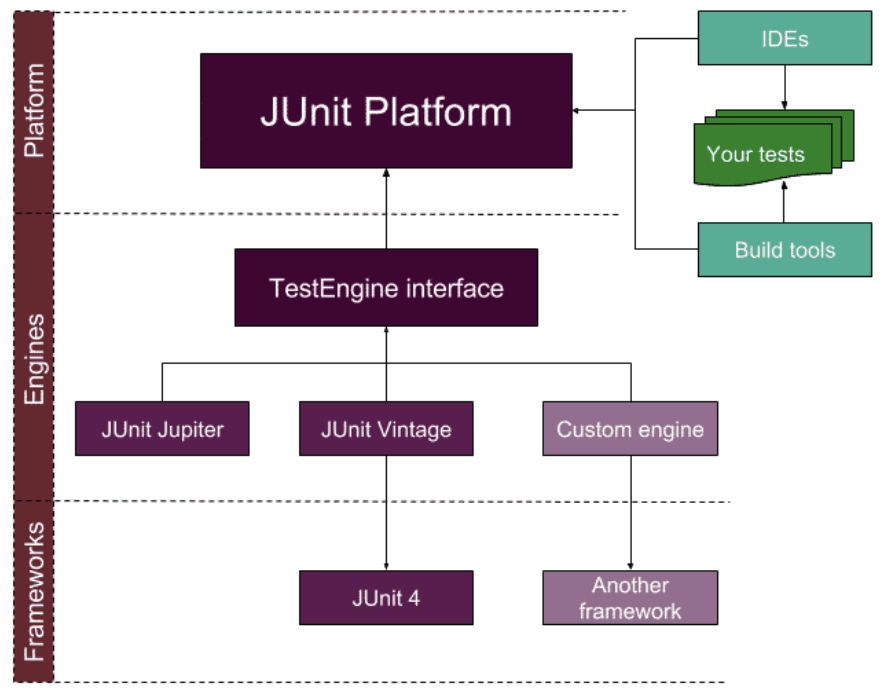 Platform
IDEs
JUnit Platform
Your tests
Build tools
Engines
TestEngine interface
JUnit Jupiter
JUnit Vintage
Custom engine
Frameworks
JUnit 4
Another
framework